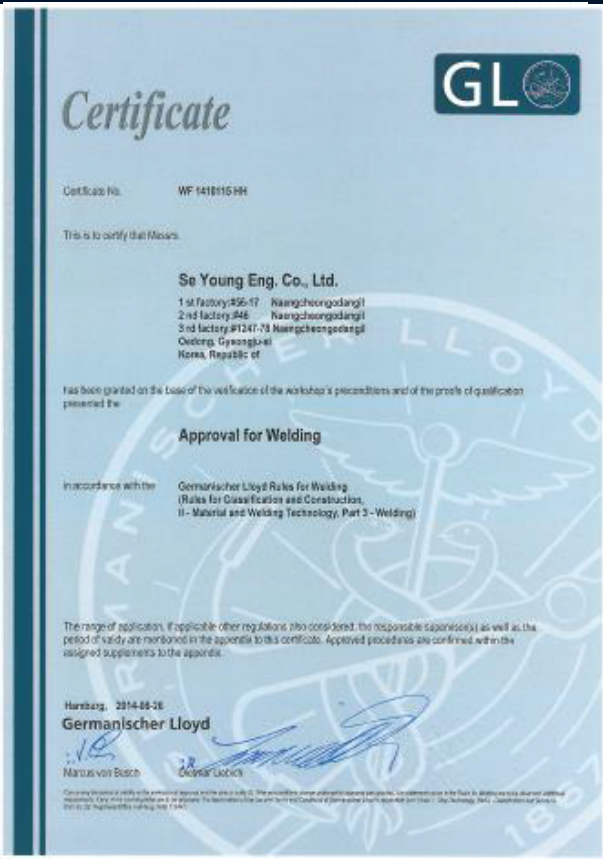 GL
Certificate
Certificate No. WF 1410115 HH
This is to certify that Messrs.
Se Young Eng. Co., Ltd.
1 st factory:#56-17 Naengcheongodangil
2 nd factory:#46 Naengcheongodangil
3 rd factory:#1247-78 Naengcheongodangil
Oedong, Gyeongju-si
Korea, Republic of
has been granted on the base of the verification of the workshop's preconditions and of the proofs of qualification
presented the
Approval for Welding
in accordance with the Germanischer Lloyd Rules for Welding
(Rules for Classification and Construction,
II - Material and Welding Technology, Part 3 - Welding)
The range of application, if applicable other regulations also considered, the responsible supervisor(s) as well as the
period of validy are mentioned in the appendix to this certificate. Approved procedures are confirmed within the
assigned supplements to the appendix.
Hamburg, 2014-06-26
Germanischer Lloyd
Marcus von Busch Dietmar Liebich
GERMANISCHER LLOYD
1867